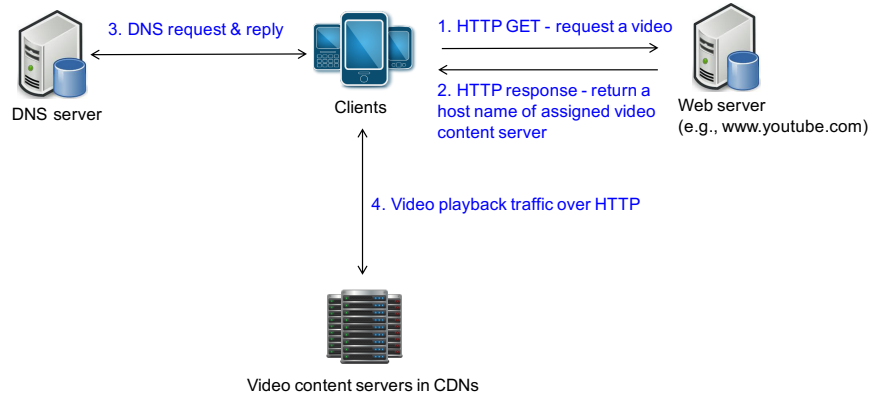 3. DNS request & reply
1. HTTP GET - request a video
2. HTTP response - return a
host name of assigned video
content server
DNS server
Clients
Web server
(e.g., www.youtube.com)
4. Video playback traffic over HTTP
Video content servers in CDNs